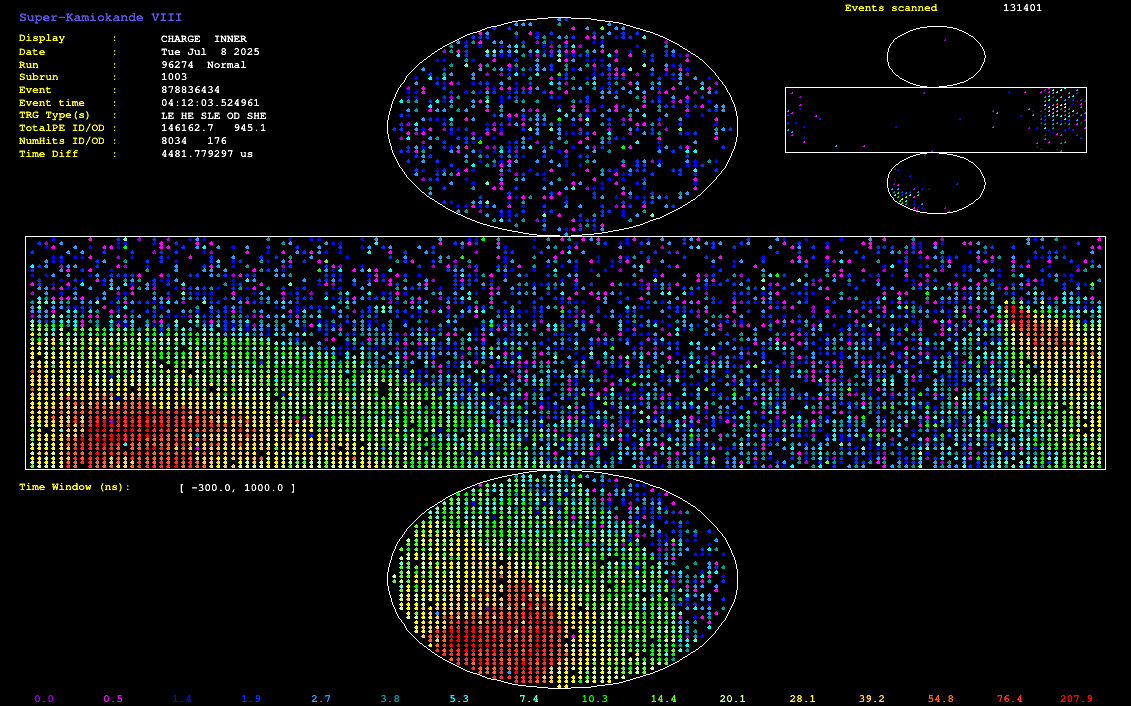 Super-Kamiokande VIII
Events scanned 131401
Display : CHARGE INNER
Date : Tue Jul 8 2025
Run : 96274 Normal
Subrun : 1003
Event : 878836434
Event time : 04:12:03.524961
TRG Type(s) : LE HE SLE OD SHE
TotalPE ID/OD : 146162.7 945.1
NumHits ID/OD : 8034 176
Time Diff : 4481.779297 us
Time Window (ns): [ -300.0, 1000.0 ]
0.0 0.5 1.4 1.9 2.7 3.8 5.3 7.4 10.3 14.4 20.1 28.1 39.2 54.8 76.4 207.9